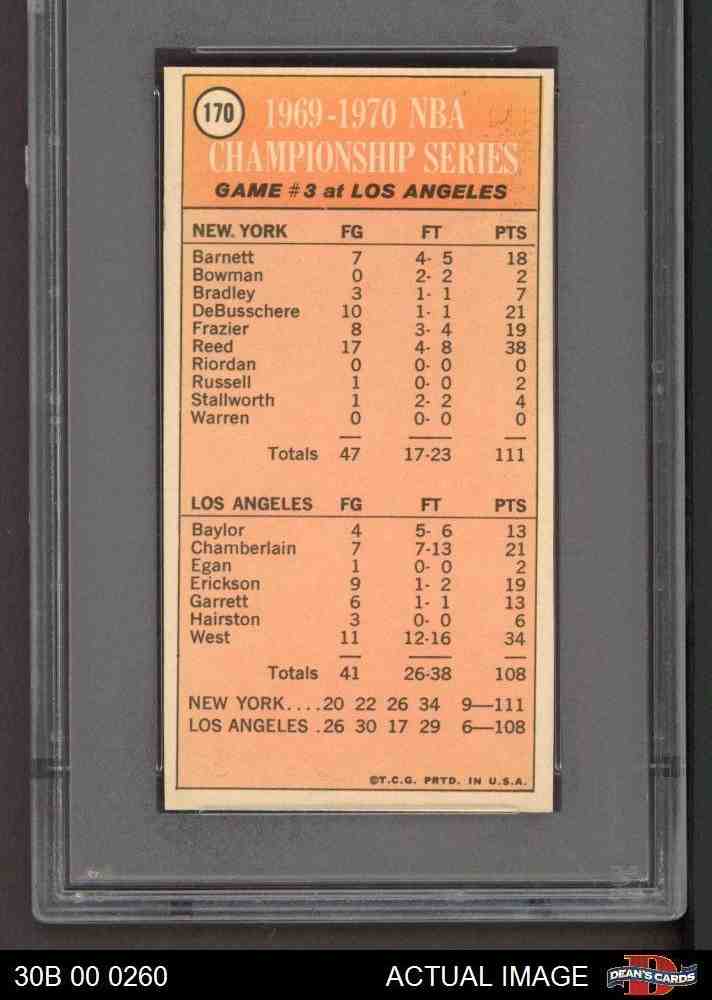 170
1969-1970 NBA
CHAMPIONSHIP SERIES
GAME #3 at LOS ANGELES
NEW. YORK FG FT PTS
Barnett 7 4- 5 18
Bowman 0 2- 2 2
Bradley 3 1- 1 7
DeBusschere 10 1- 1 21
Frazier 8 3- 4 19
Reed 17 4- 8 38
Riordan 0 0- 0 0
Russell 1 0- 0 2
Stallworth 1 2- 2 4
Warren 0 0- 0 0
Totals 47 17-23 111
LOS ANGELES FG FT PTS
Baylor 4 5- 6 13
Chamberlain 7 7-13 21
Egan 1 0- 0 2
Erickson 9 1- 2 19
Garrett 6 1- 1 13
Hairston 3 0- 0 6
West 11 12-16 34
Totals 41 26-38 108
NEW YORK....20 22 26 34 9—111
LOS ANGELES .26 30 17 29 6—108
©T.C.G. PRTD. IN U.S.A.
30B 00 0260 ACTUAL IMAGE
D
DEAN'S CARDS